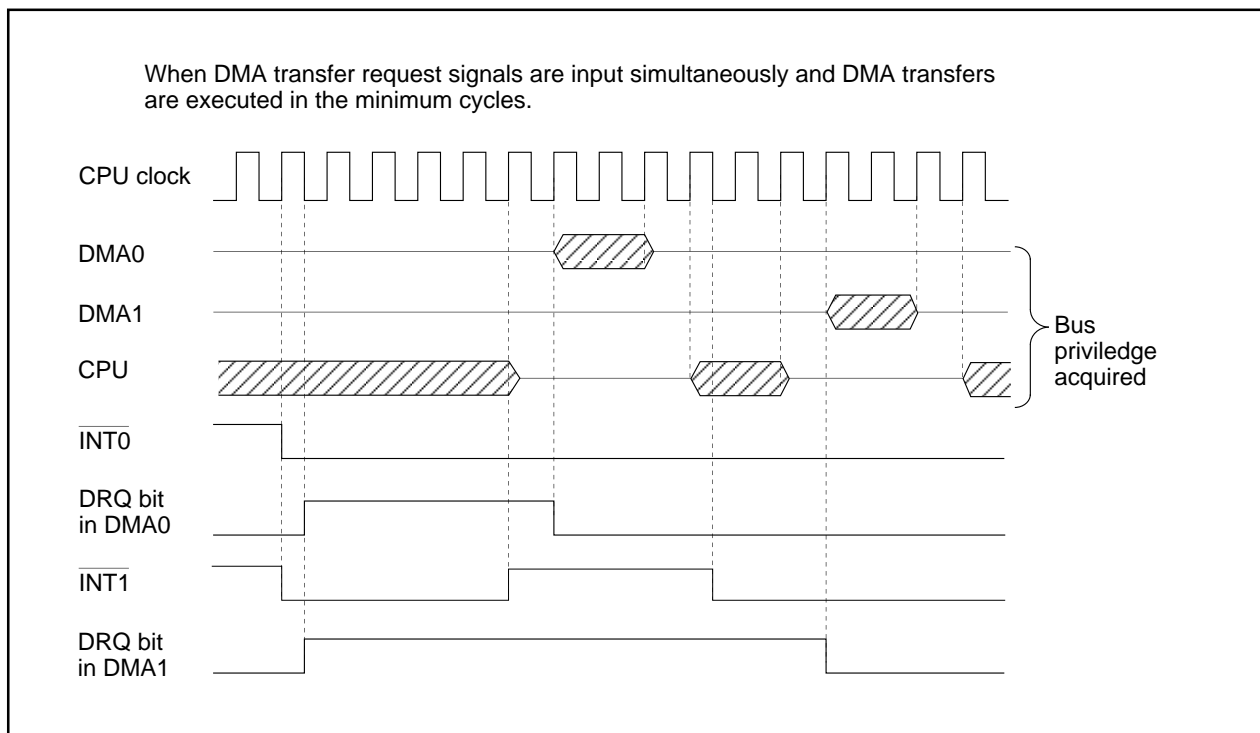 When DMA transfer request signals are input simultaneously and DMA transfers
are executed in the minimum cycles.
CPU clock
DMA0
DMA1
CPU
Bus
priviledge
acquired
INT0
DRQ bit
in DMA0
INT1
DRQ bit
in DMA1